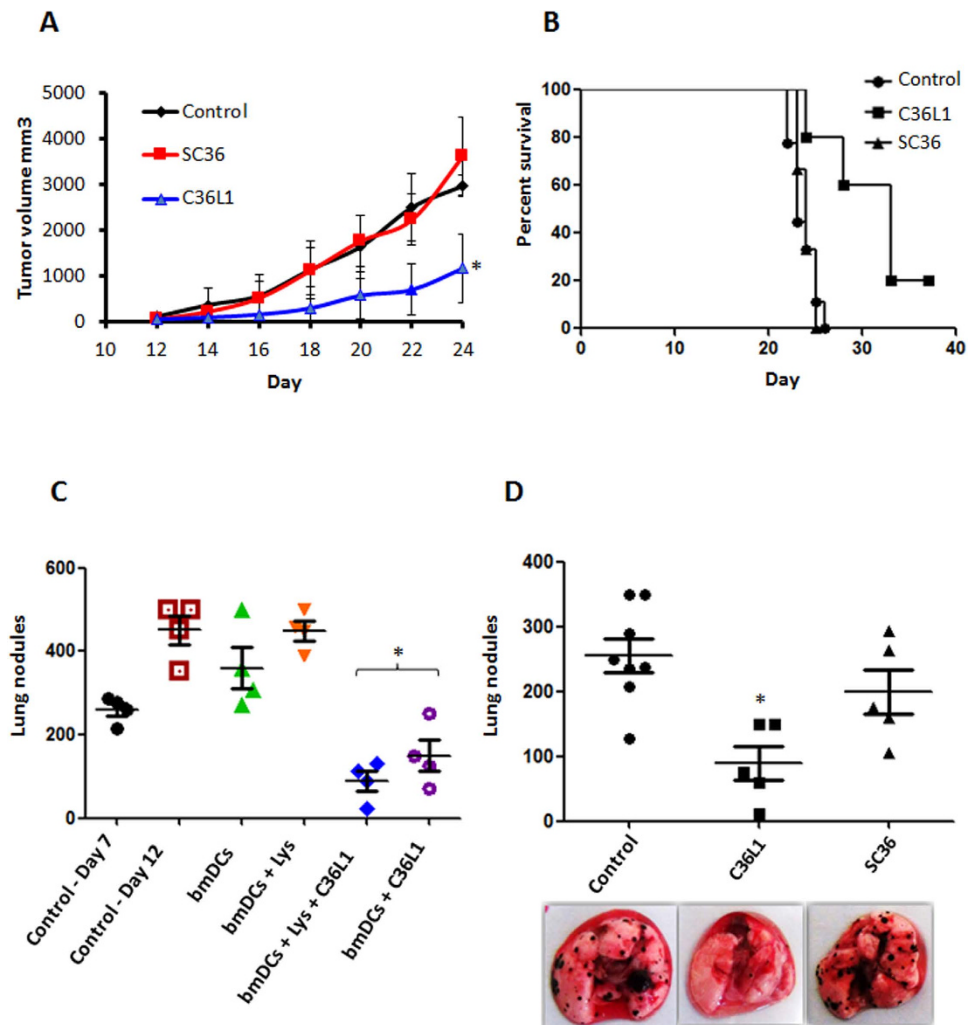 A
Tumor volume mm3
5000
4000
3000
2000
1000
0
Control
SC36
C36L1
*
10 12 14 16 18 20 22 24
Day
B
Percent survival
100
80
60
40
20
0
Control
C36L1
SC36
0 10 20 30 40
Day
C
Lung nodules
600
400
200
0
*
Control - Day 7
Control - Day 12
bmDCs
bmDCs + Lys
bmDCs + Lys + C36L1
bmDCs + C36L1
D
Lung nodules
400
300
200
100
0
*
Control
C36L1
SC36